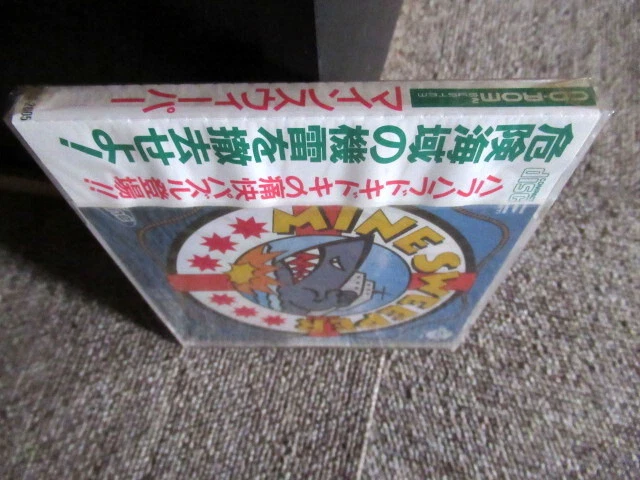 CD-ROM
マインスウィーパー
危険海域の機雷を撤去せよ!
ハラハラドキドキの痛快パズル登場!!
disc
MINESWEEPER